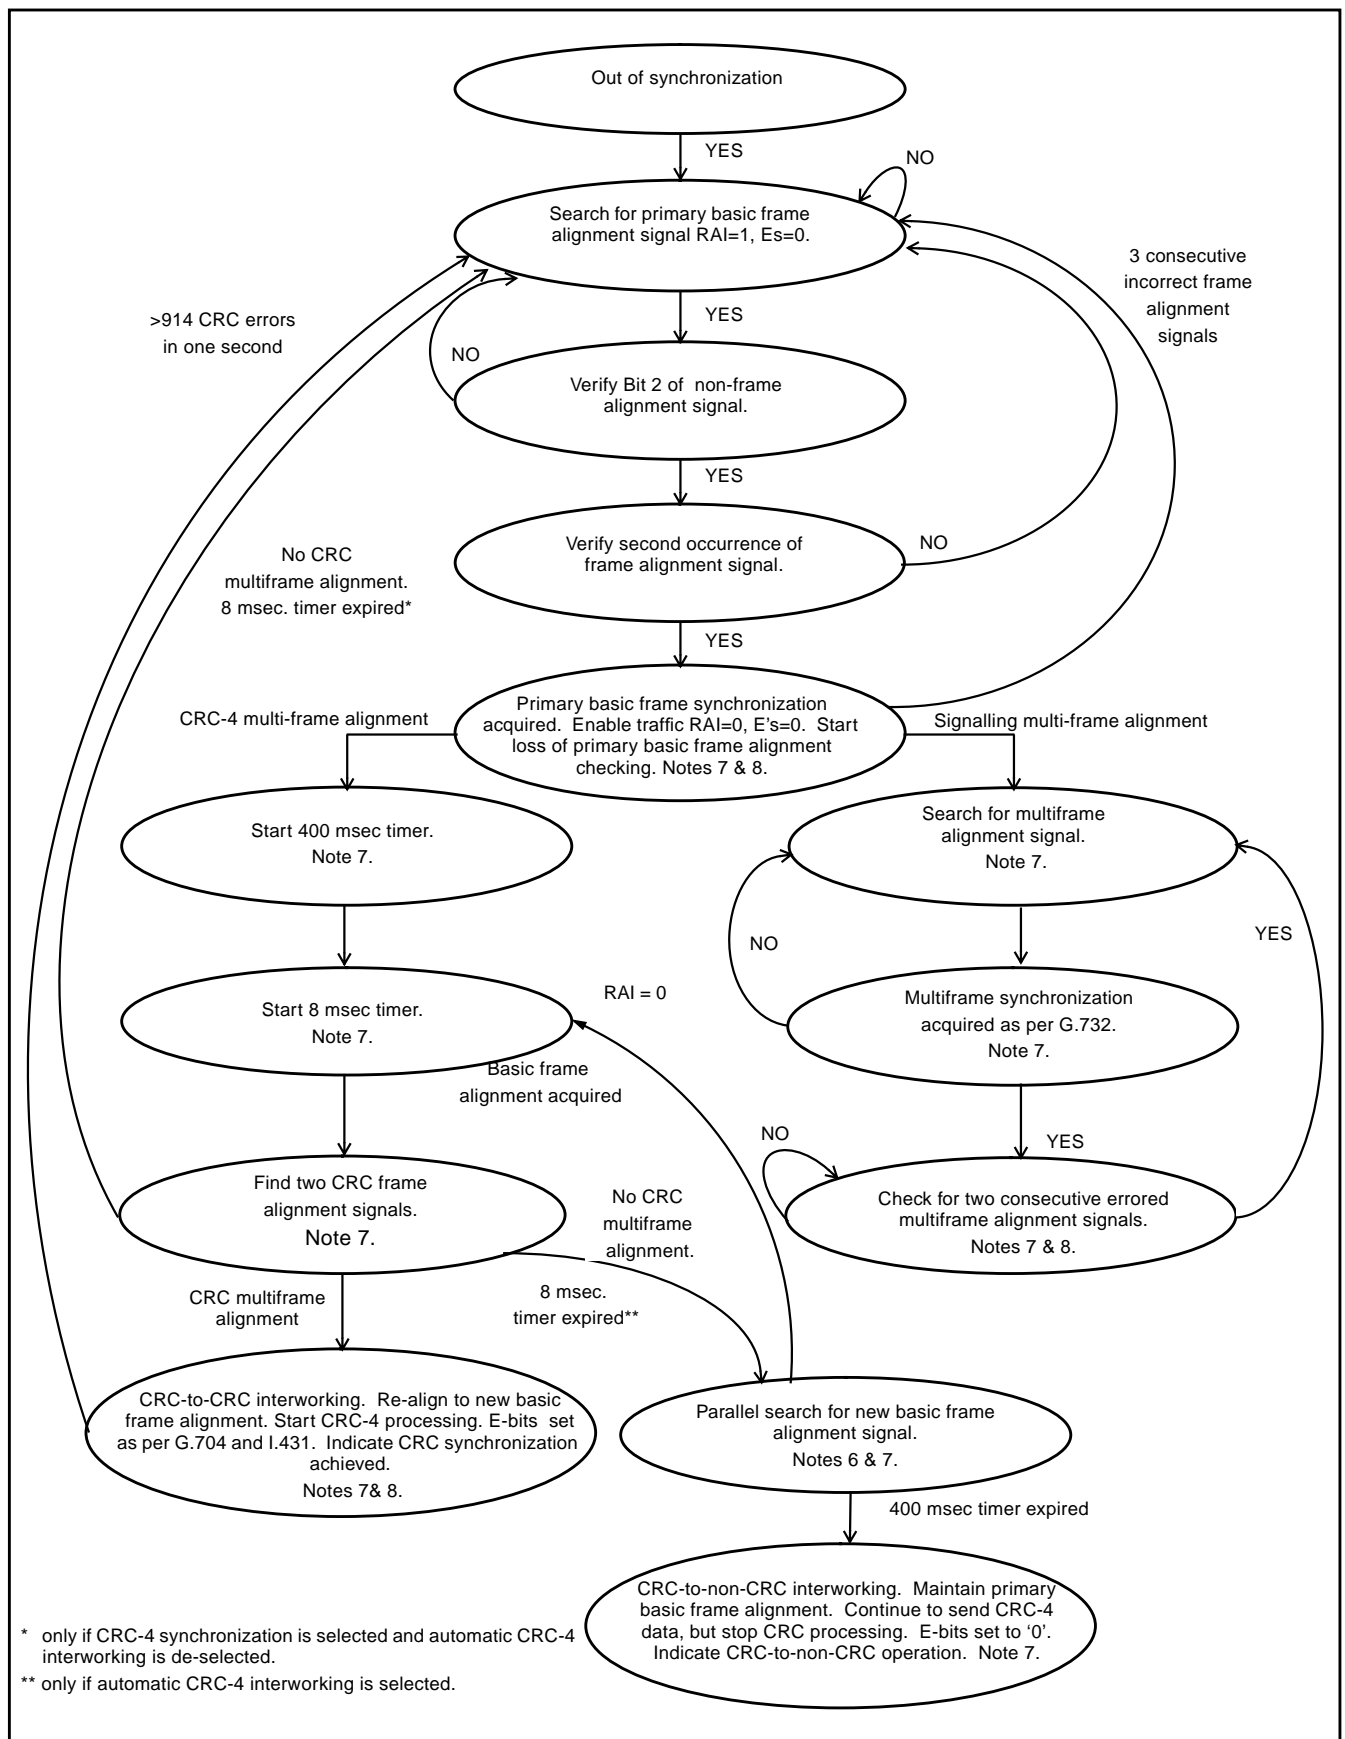 Out of synchronization
YES
NO
Search for primary basic frame
alignment signal RAI=1, Es=0.
3 consecutive
incorrect frame
alignment
signals
>914 CRC errors
in one second
YES
NO
Verify Bit 2 of non-frame
alignment signal.
YES
No CRC
multiframe alignment.
8 msec. timer expired*
Verify second occurrence of
frame alignment signal.
NO
YES
CRC-4 multi-frame alignment
Primary basic frame synchronization
acquired. Enable traffic RAI=0, E's=0. Start
loss of primary basic frame alignment
checking. Notes 7 & 8.
Signalling multi-frame alignment
Start 400 msec timer.
Note 7.
Search for multiframe
alignment signal.
Note 7.
NO
YES
Start 8 msec timer.
Note 7.
RAI = 0
Basic frame
alignment acquired
Multiframe synchronization
acquired as per G.732.
Note 7.
NO
YES
Find two CRC frame
alignment signals.
Note 7.
No CRC
multiframe
alignment.
Check for two consecutive errored
multiframe alignment signals.
Notes 7 & 8.
CRC multiframe
alignment
8 msec.
timer expired**
CRC-to-CRC interworking. Re-align to new basic
frame alignment. Start CRC-4 processing. E-bits set
as per G.704 and I.431. Indicate CRC synchronization
achieved.
Notes 7& 8.
Parallel search for new basic frame
alignment signal.
Notes 6 & 7.
400 msec timer expired
CRC-to-non-CRC interworking. Maintain primary
basic frame alignment. Continue to send CRC-4
data, but stop CRC processing. E-bits set to ‘0’.
Indicate CRC-to-non-CRC operation. Note 7.
* only if CRC-4 synchronization is selected and automatic CRC-4
interworking is de-selected.
** only if automatic CRC-4 interworking is selected.